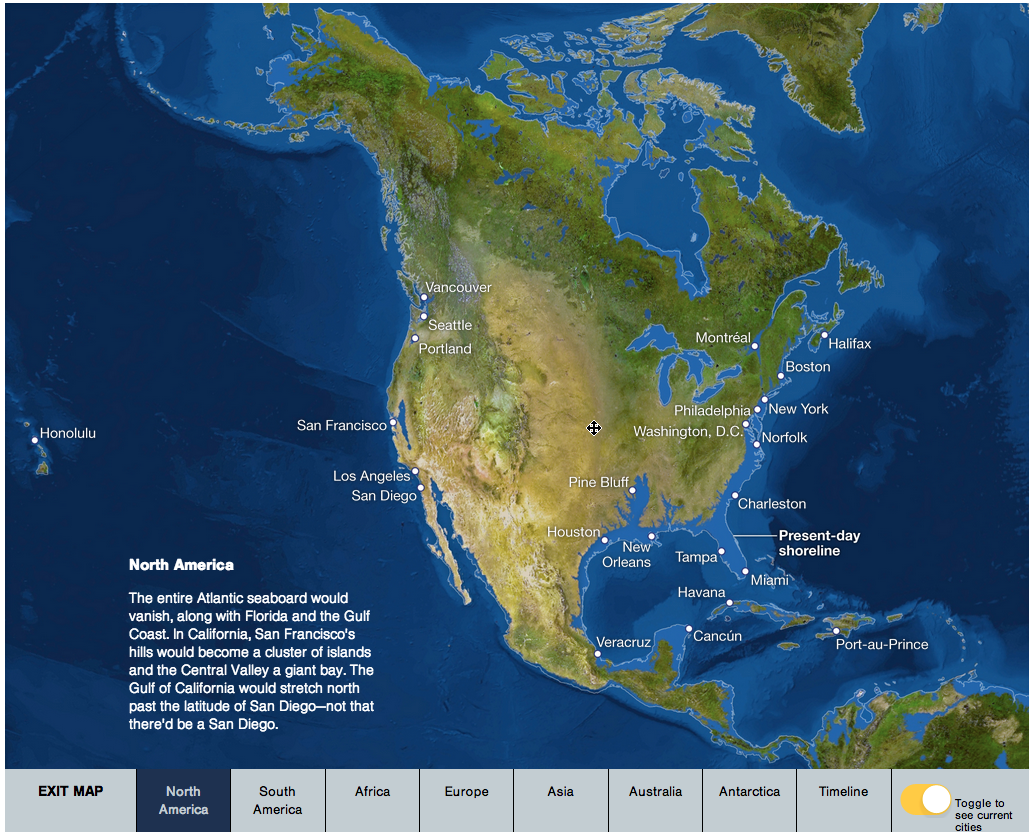 Vancouver
Seattle
Portland
Montréal
Halifax
Boston
Philadelphia
New York
Washington, D.C.
Norfolk
San Francisco
Honolulu
Los Angeles
San Diego
Pine Bluff
Charleston
Houston
New
Orleans
Present-day
shoreline
Tampa
Miami
Havana
Veracruz
Cancún
Port-au-Prince
North America
The entire Atlantic seaboard would
vanish, along with Florida and the Gulf
Coast. In California, San Francisco's
hills would become a cluster of islands
and the Central Valley a giant bay. The
Gulf of California would stretch north
past the latitude of San Diego—not that
there'd be a San Diego.
EXIT MAP
North
America
South
America
Africa
Europe
Asia
Australia
Antarctica
Timeline
Toggle to
see current
cities